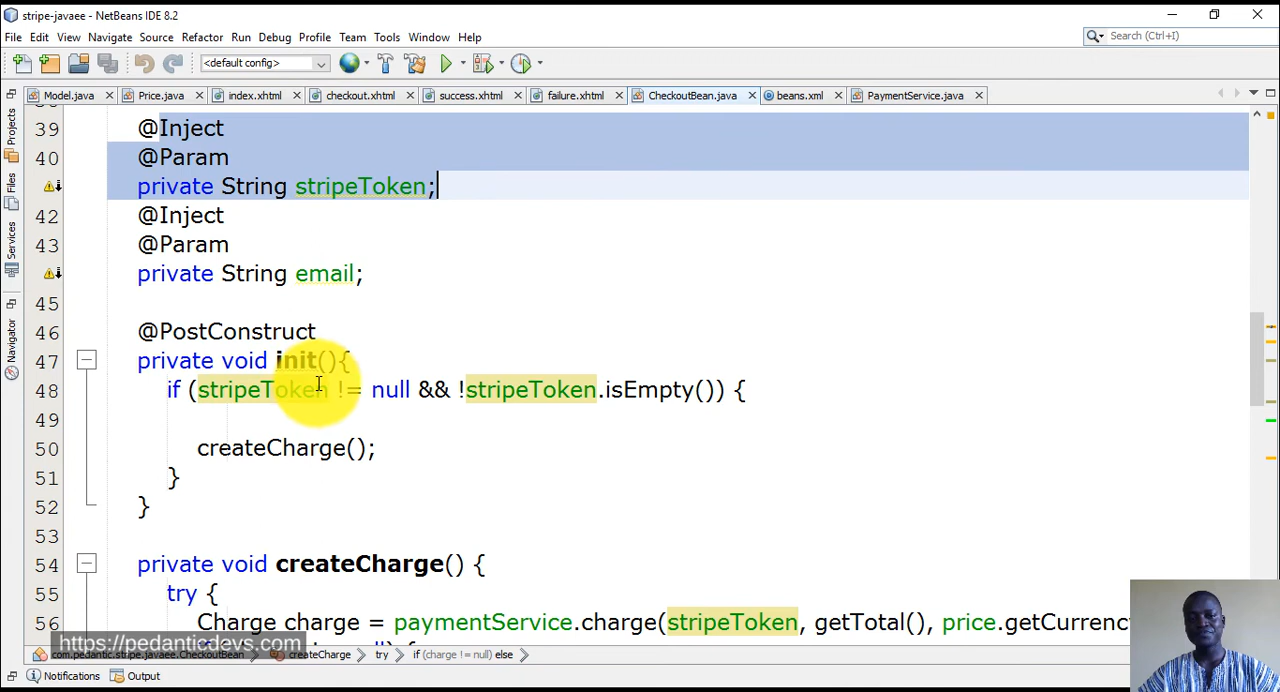 stripe-javaee - NetBeans IDE 8.2
File Edit View Navigate Source Refactor Run Debug Profile Team Tools Window Help
Search (Ctrl+I)
<default config>
Model.java Price.java index.xhtml checkout.xhtml success.xhtml failure.xhtml CheckoutBean.java beans.xml PaymentService.java
Projects
Files
Services
Navigator
39 @Inject
40 @Param
private String stripeToken;
42 @Inject
43 @Param
private String email;
45
46 @PostConstruct
47 private void init(){
48 if (stripeToken != null && !stripeToken.isEmpty()) {
49
50 createCharge();
51 }
52 }
53
54 private void createCharge() {
55 try {
56 Charge charge = paymentService.charge(stripeToken, getTotal(), price.getCurrenc
https://pedanticdevs.com
com.pedantic.stripe.javaee.CheckoutBean createCharge try if (charge != null) else
Notifications Output